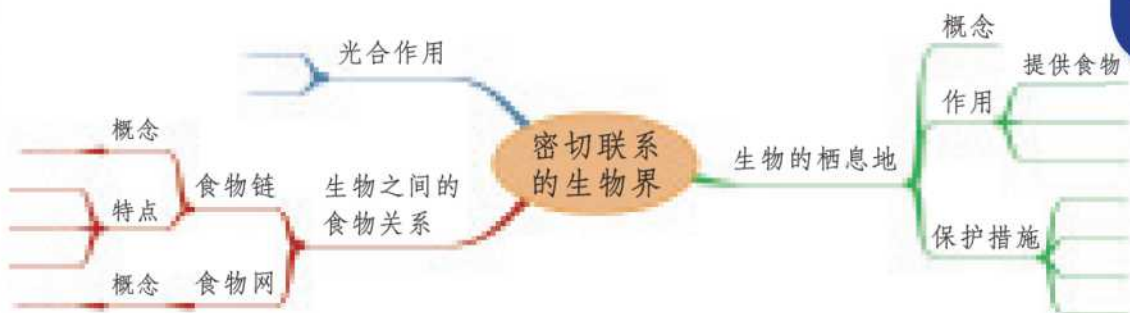 光合作用
概念
食物链
特点
生物之间的
食物关系
概念
食物网
密切联系
的生物界
生物的栖息地
概念
作用
提供食物
保护措施